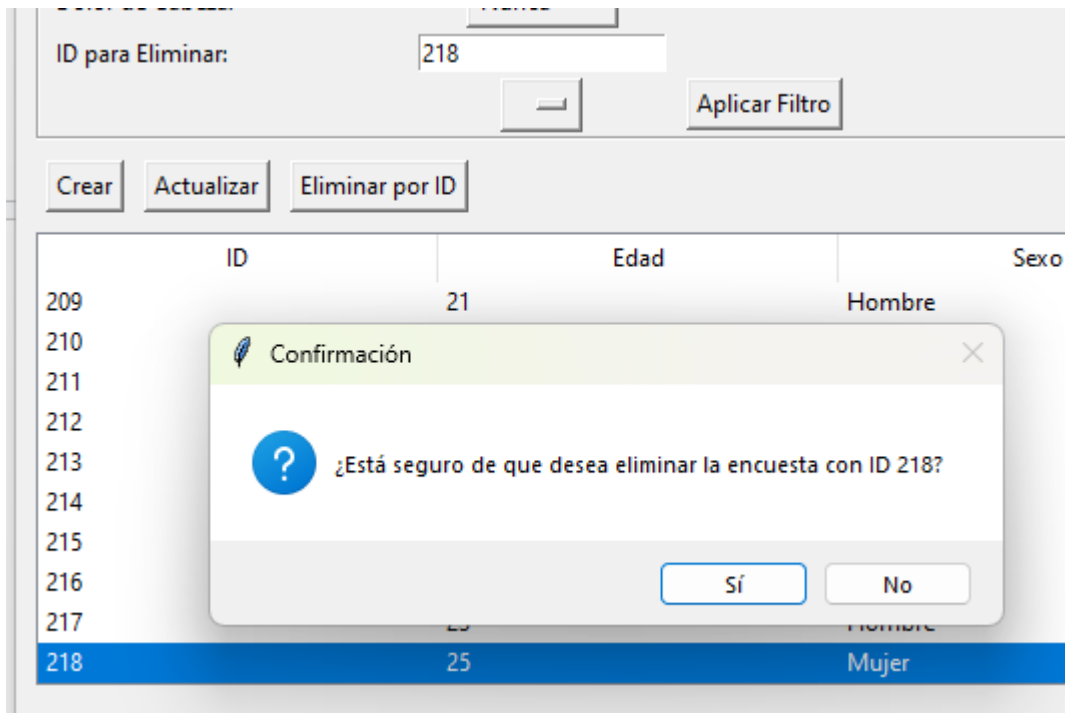 ID para Eliminar:
218
Aplicar Filtro
Crear
Actualizar
Eliminar por ID
ID Edad Sexo
209 21 Hombre
210
211
212
213
214
215
216
217
218 25 Mujer
Confirmación
¿Está seguro de que desea eliminar la encuesta con ID 218?
Sí
No